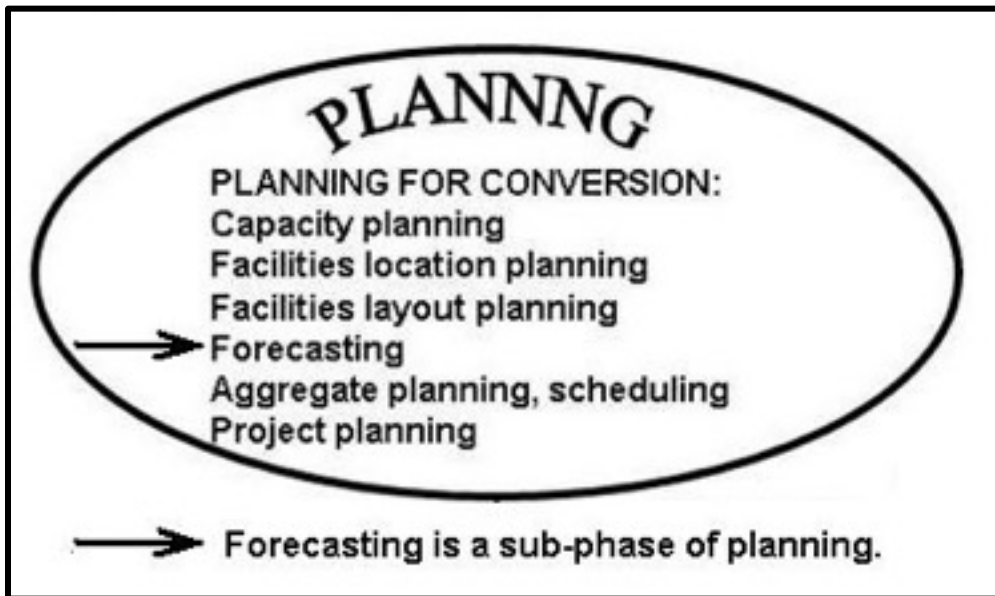 PLANNNG
PLANNING FOR CONVERSION:
Capacity planning
Facilities location planning
Facilities layout planning
Forecasting
Aggregate planning, scheduling
Project planning
Forecasting is a sub-phase of planning.